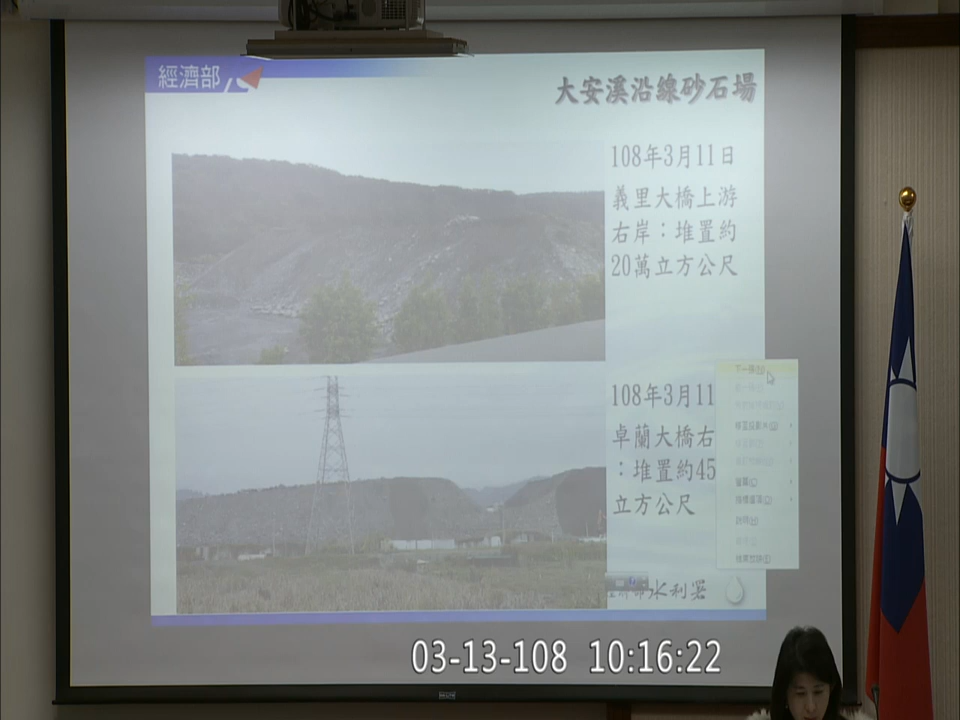 經濟部
大安溪沿線砂石場
108年3月11日
義里大橋上游
右岸：堆置約
20萬立方公尺
108年3月11
卓蘭大橋右
：堆置約45
立方公尺
水利署
03-13-108 10:16:22